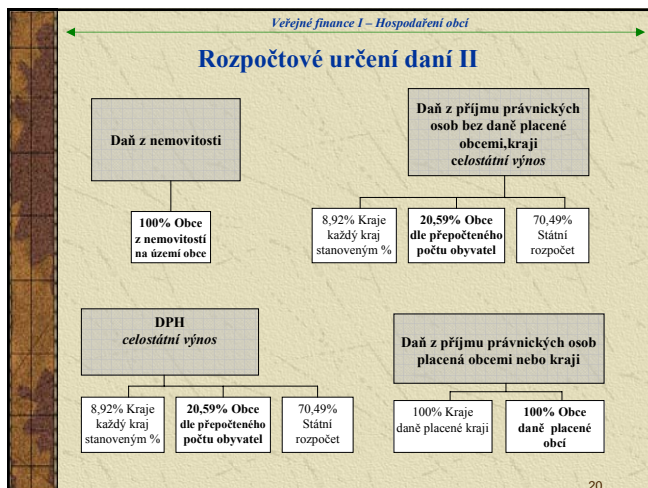 Veřejné finance I – Hospodaření obcí
Rozpočtové určení daní II
Daň z nemovitosti
100% Obce
z nemovitostí
na území obce
Daň z příjmu právnických
osob bez daně placené
obcemi,kraji
celostátní výnos
8,92% Kraje
každý kraj
stanoveným %
20,59% Obce
dle přepočteného
počtu obyvatel
70,49%
Státní
rozpočet
DPH
celostátní výnos
8,92% Kraje
každý kraj
stanoveným %
20,59% Obce
dle přepočteného
počtu obyvatel
70,49%
Státní
rozpočet
Daň z příjmu právnických osob
placená obcemi nebo kraji
100% Kraje
daně placené kraji
100% Obce
daně placené
obcí
20